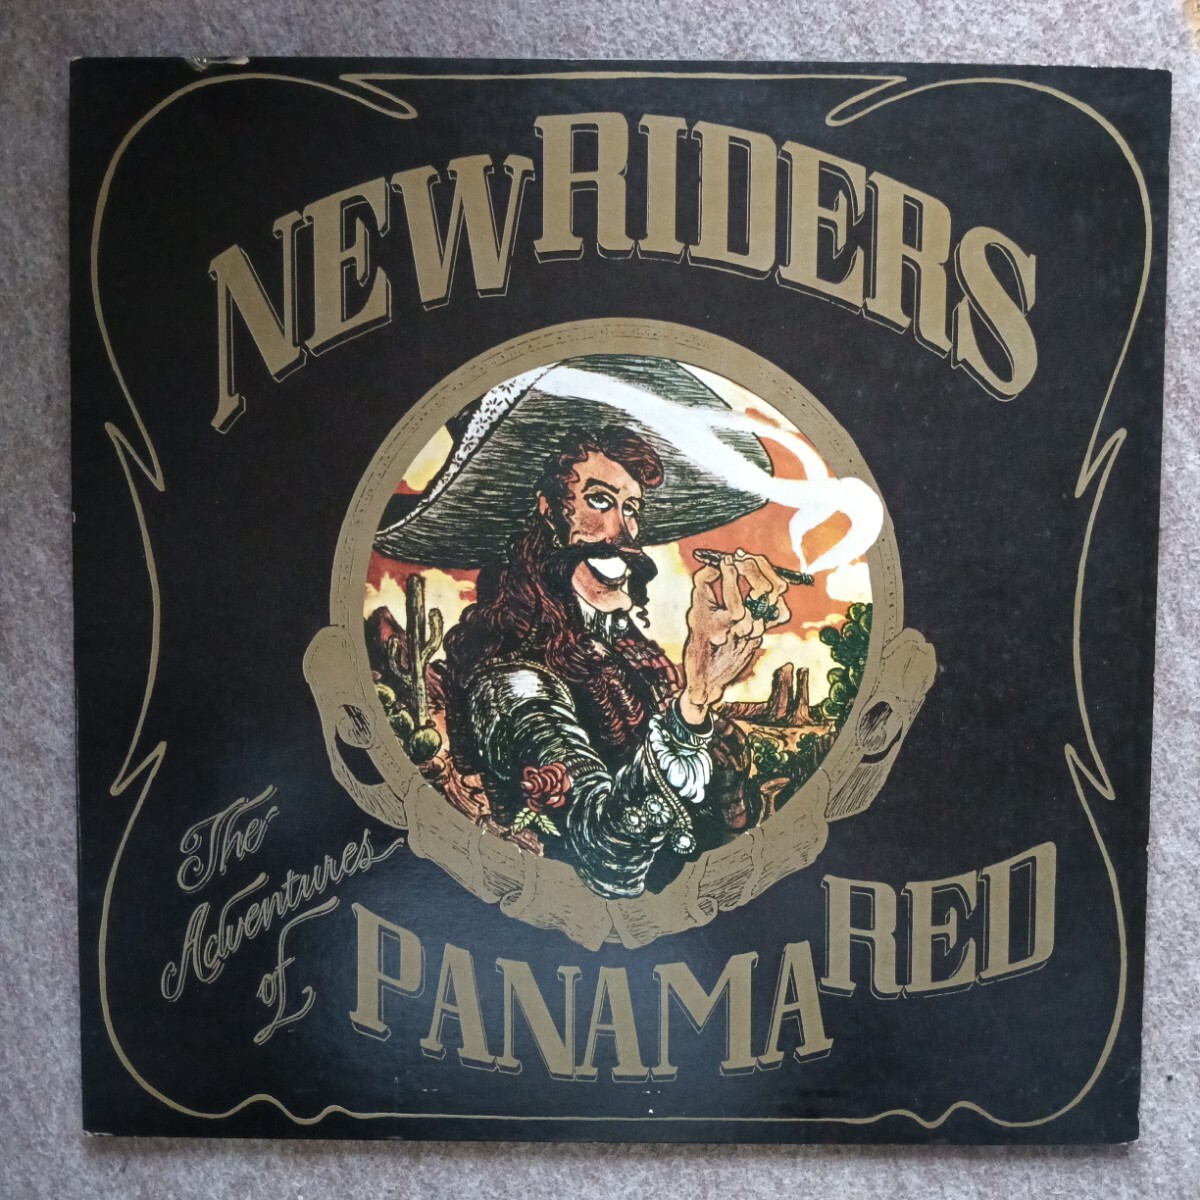 NEW RIDERS
The
Adventures
of
PANAMA RED